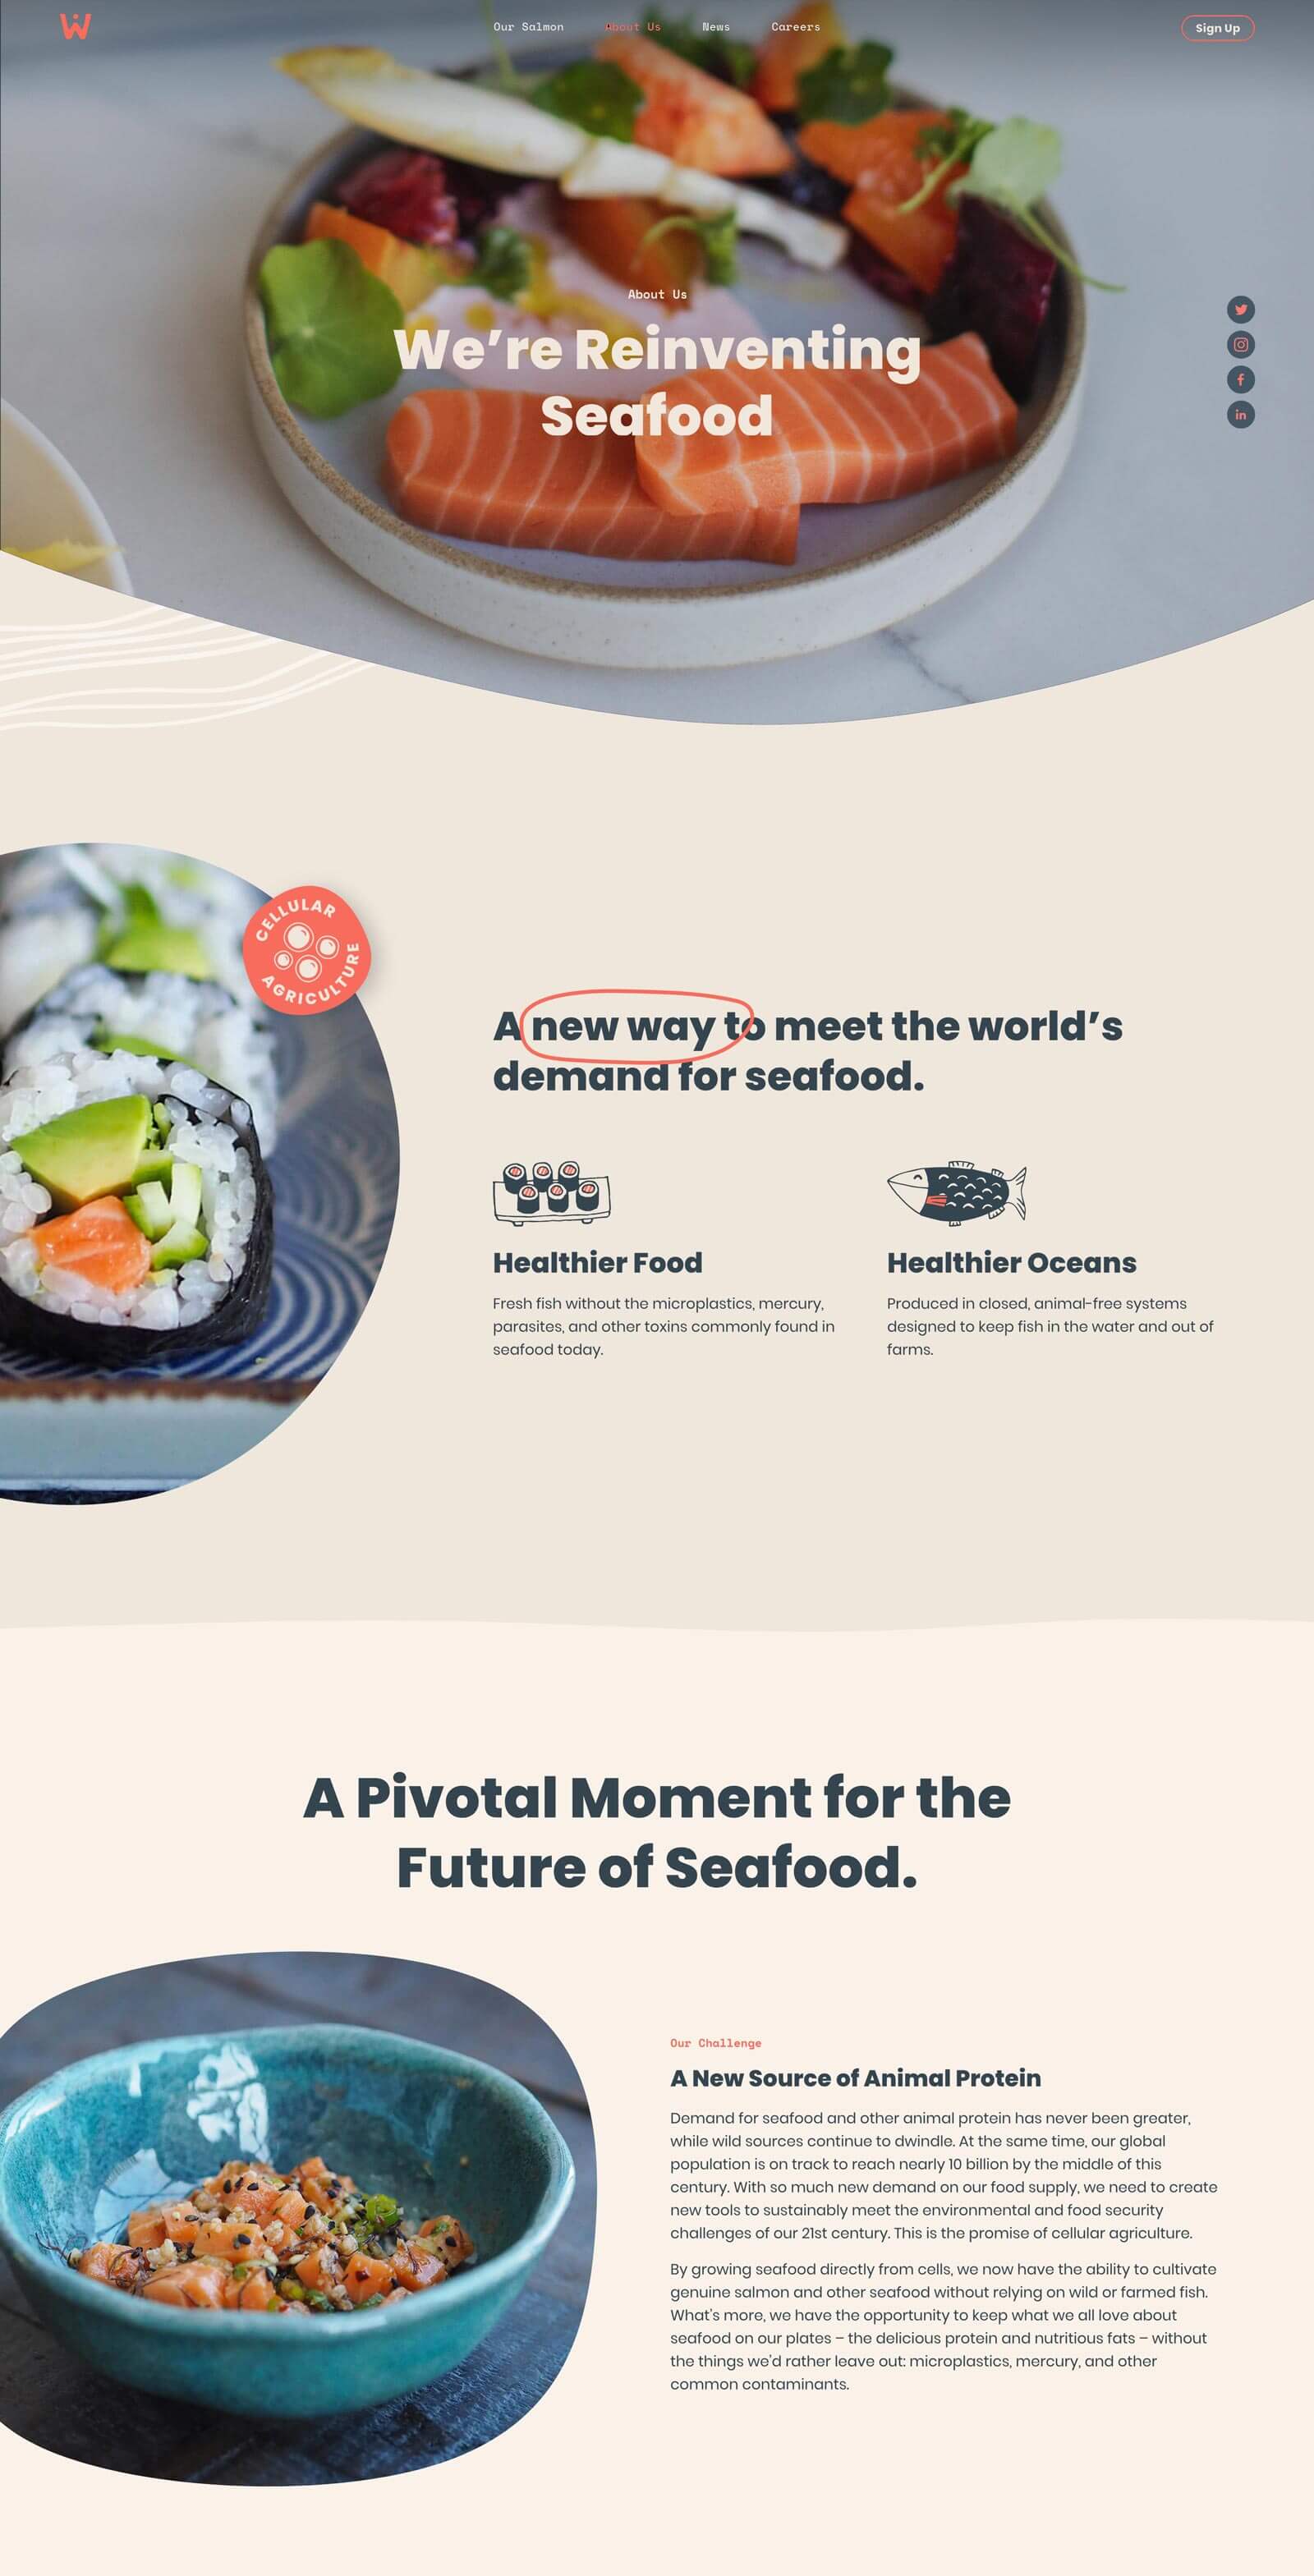 W
Our Salmon
About Us
News
Careers
Sign Up
About Us
We’re Reinventing
Seafood
in
CELLULAR
AGRICULTURE
A new way to meet the world’s
demand for seafood.
Healthier Food
Fresh fish without the microplastics, mercury,
parasites, and other toxins commonly found in
seafood today.
Healthier Oceans
Produced in closed, animal-free systems
designed to keep fish in the water and out of
farms.
A Pivotal Moment for the
Future of Seafood.
Our Challenge
A New Source of Animal Protein
Demand for seafood and other animal protein has never been greater,
while wild sources continue to dwindle. At the same time, our global
population is on track to reach nearly 10 billion by the middle of this
century. With so much new demand on our food supply, we need to create
new tools to sustainably meet the environmental and food security
challenges of our 21st century. This is the promise of cellular agriculture.
By growing seafood directly from cells, we now have the ability to cultivate
genuine salmon and other seafood without relying on wild or farmed fish.
What’s more, we have the opportunity to keep what we all love about
seafood on our plates – the delicious protein and nutritious fats – without
the things we’d rather leave out: microplastics, mercury, and other
common contaminants.